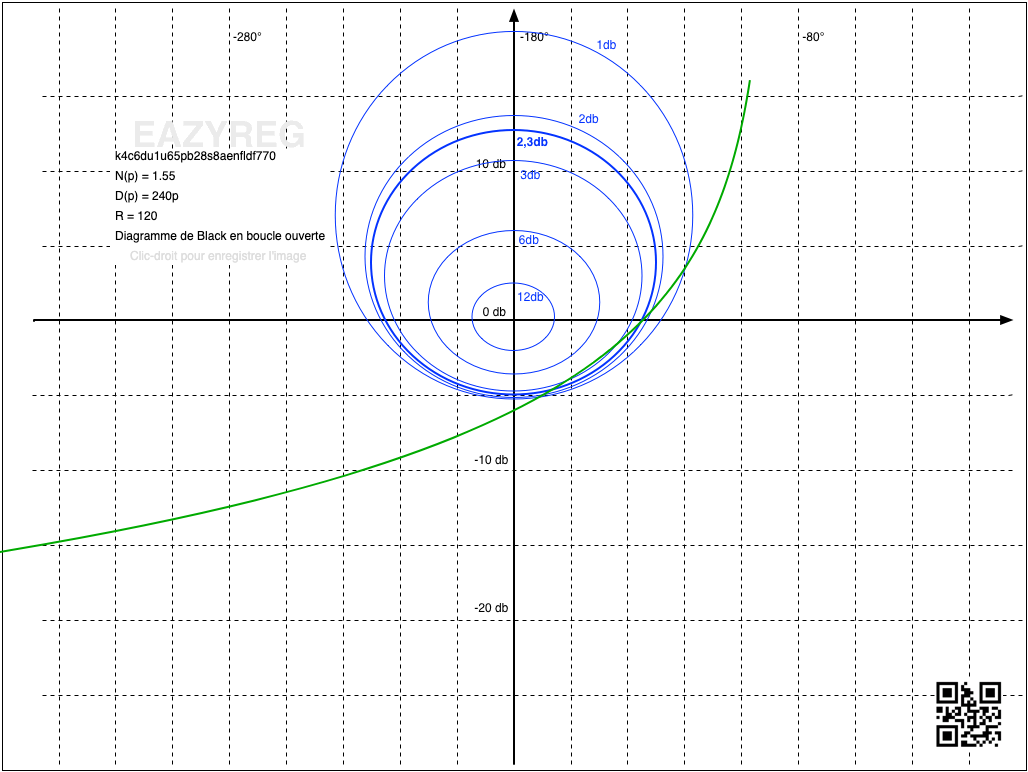 -280°
-180°
-80°
1db
2db
2,3db
3db
6db
12db
10 db
0 db
-10 db
-20 db
EAZYREG
k4c6du1u65pb28s8aenfldf770
N(p) = 1.55
D(p) = 240p
R = 120
Diagramme de Black en boucle ouverte
Clic-droit pour enregistrer l'image